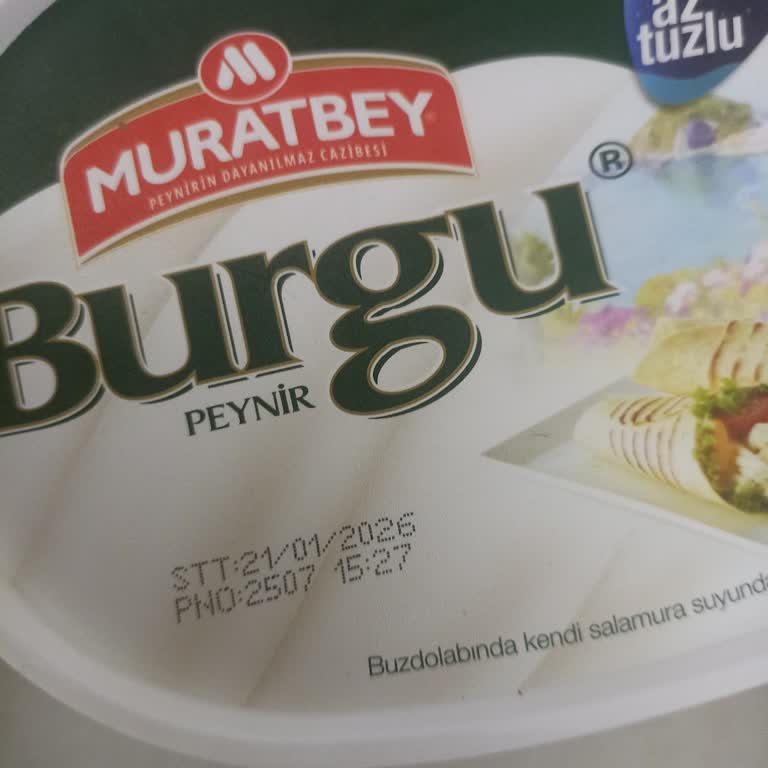 az
tuzlu
MURATBEY
PEYNİRİN DAYANILMAZ CAZİBESİ
Burgu®
PEYNİR
STT:21/01/2026
PNO:2507 15:27
Buzdolabında kendi salamura suyunda